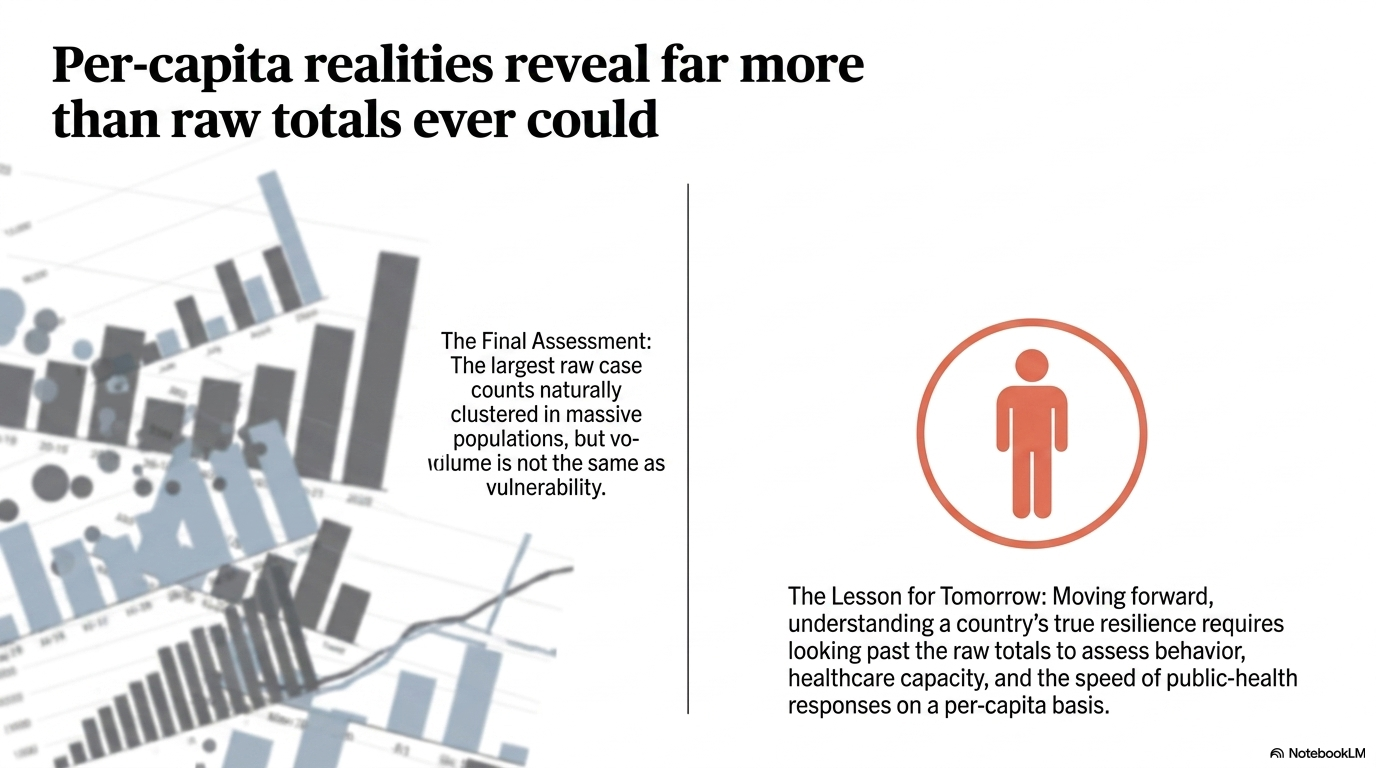 Per-capita realities reveal far more
than raw totals ever could
The Final Assessment:
The largest raw case
counts naturally
clustered in massive
populations, but vo-
lume is not the same as
vulnerability.
The Lesson for Tomorrow: Moving forward,
understanding a country's true resilience requires
looking past the raw totals to assess behavior,
healthcare capacity, and the speed of public-health
responses on a per-capita basis.
NotebookLM